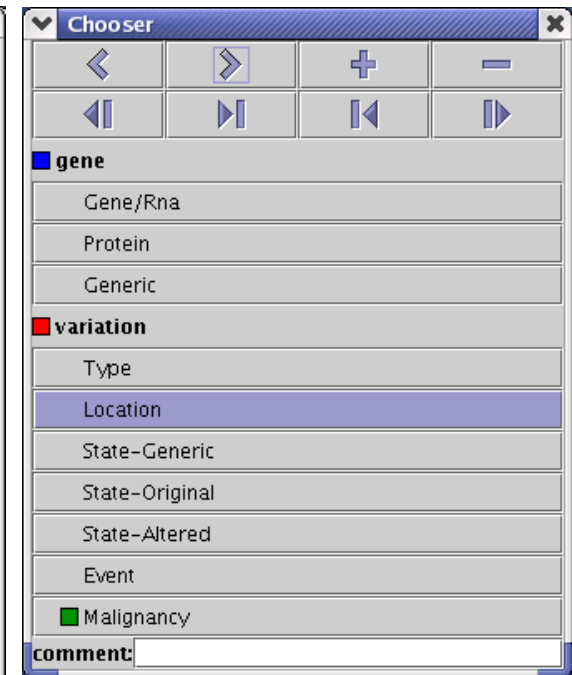 Chooser
gene
Gene/Rna
Protein
Generic
variation
Type
Location
State-Generic
State-Original
State-Altered
Event
Malignancy
comment: